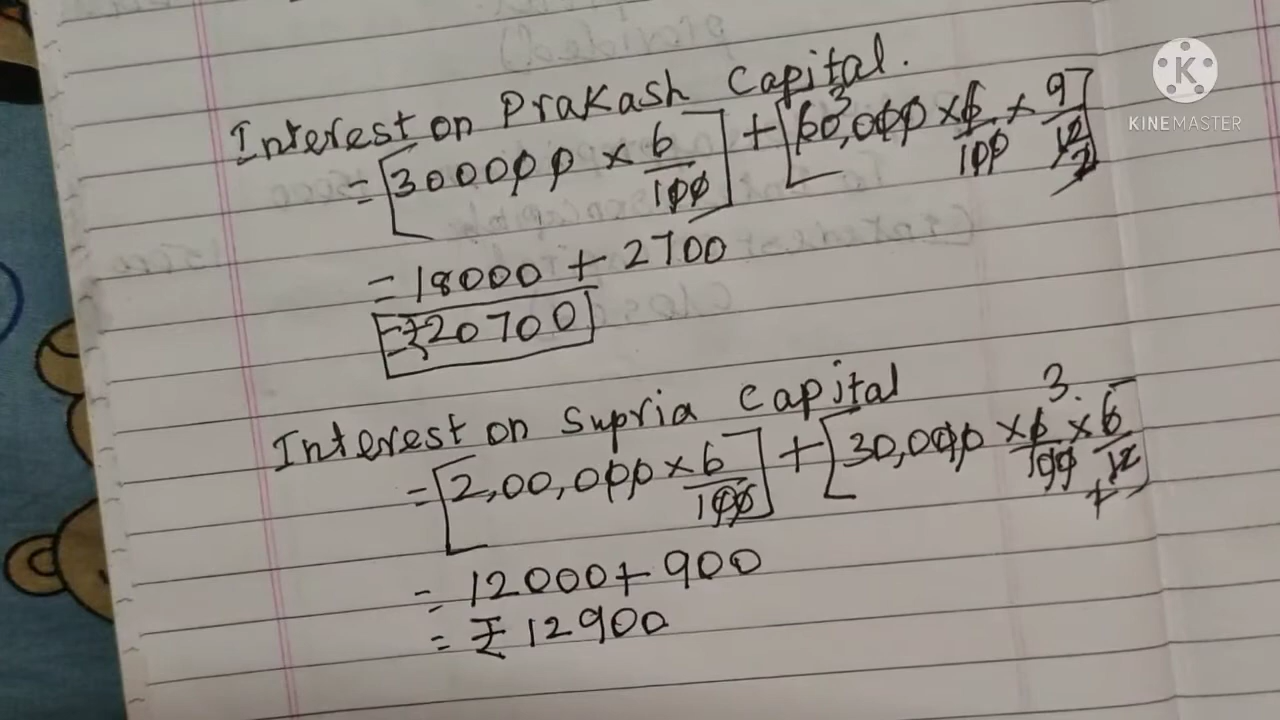 Interest on Prakash Capital.
= [300000 × 6/100] + [60,000 × 6/100 × 9/12]
= 18000 + 2700
= ₹20700
Interest on Supria Capital
= [2,00,000 × 6/100] + [30,000 × 6/100 × 6/12]
= 12000 + 900
= ₹ 12900
K
KINEMASTER